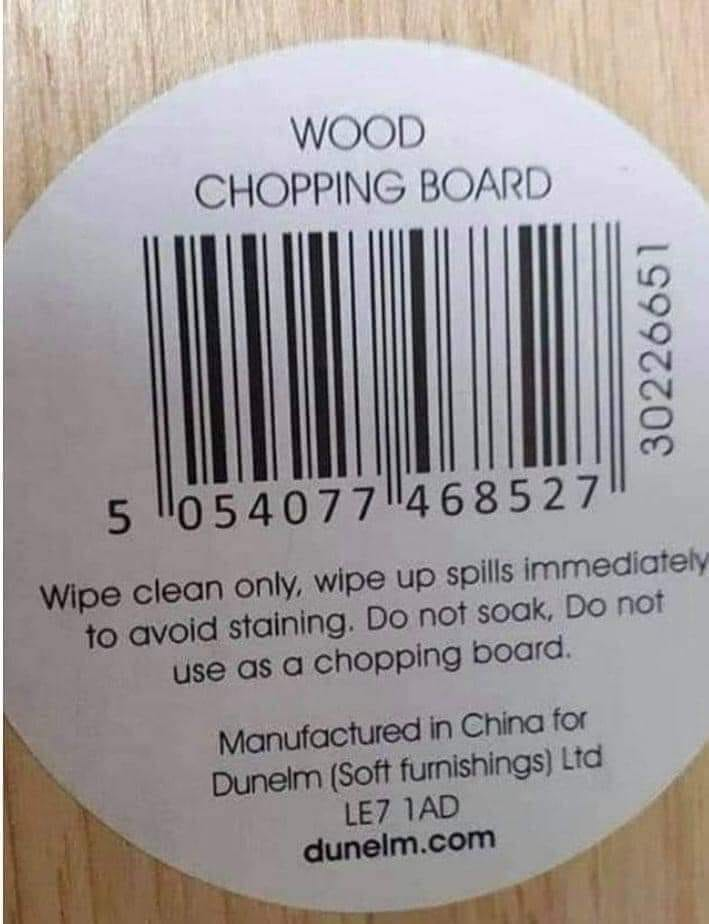 WOOD
CHOPPING BOARD
30226651
5 054077 468527
Wipe clean only, wipe up spills immediately
to avoid staining. Do not soak, Do not
use as a chopping board.
Manufactured in China for
Dunelm (Soft furnishings) Ltd
LE7 1AD
dunelm.com